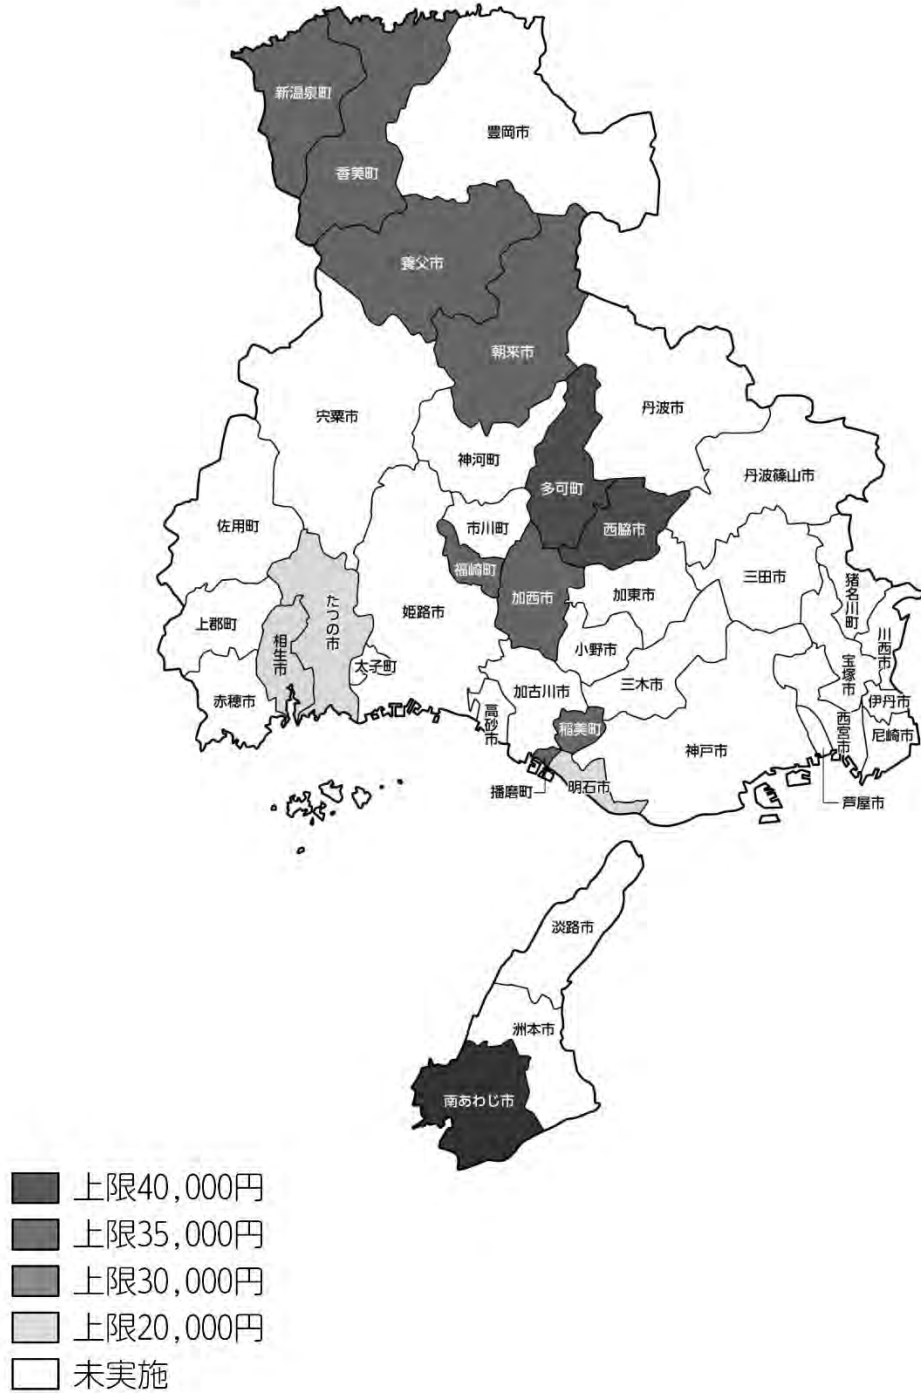 新温泉町
豊岡市
香美町
養父市
朝来市
宍粟市
丹波市
神河町
丹波篠山市
多可町
佐用町
市川町
西脇市
福崎町
三田市
猪名川町
加西市
加東市
たつの市
姫路市
上郡町
相生市
川西市
小野市
太子町
宝塚市
三木市
赤穂市
加古川市
伊丹市
高砂市
西宮市
稲美町
尼崎市
神戸市
播磨町
明石市
芦屋市
淡路市
洲本市
南あわじ市
上限40,000円
上限35,000円
上限30,000円
上限20,000円
未実施